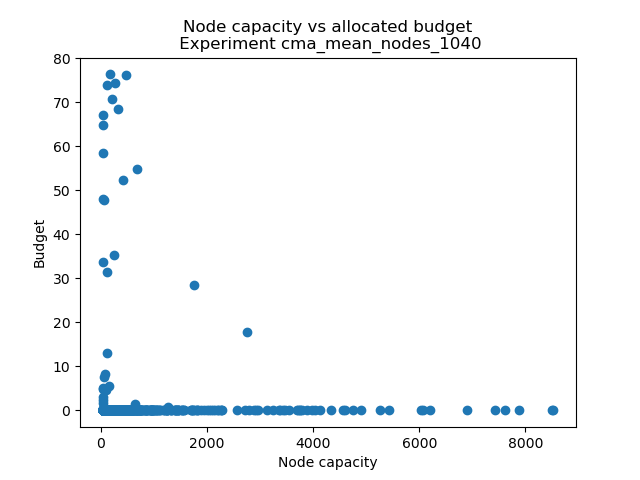 Node capacity vs allocated budget
Experiment cma_mean_nodes_1040
80
70
60
50
40
30
20
10
0
Budget
0 2000 4000 6000 8000
Node capacity